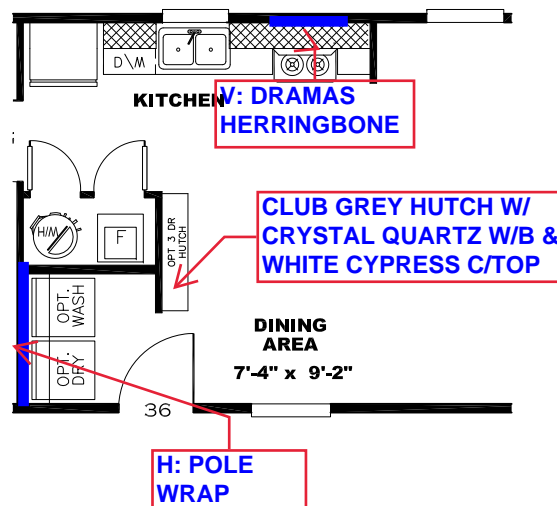 D\M
KITCHEN
V: DRAMAS
HERRINGBONE
H/M
F
OPT 3 DR
HUTCH
CLUB GREY HUTCH W/
CRYSTAL QUARTZ W/B &
WHITE CYPRESS C/TOP
OPT.
WASH
OPT.
DRY
DINING
AREA
7'-4" x 9'-2"
36
H: POLE
WRAP